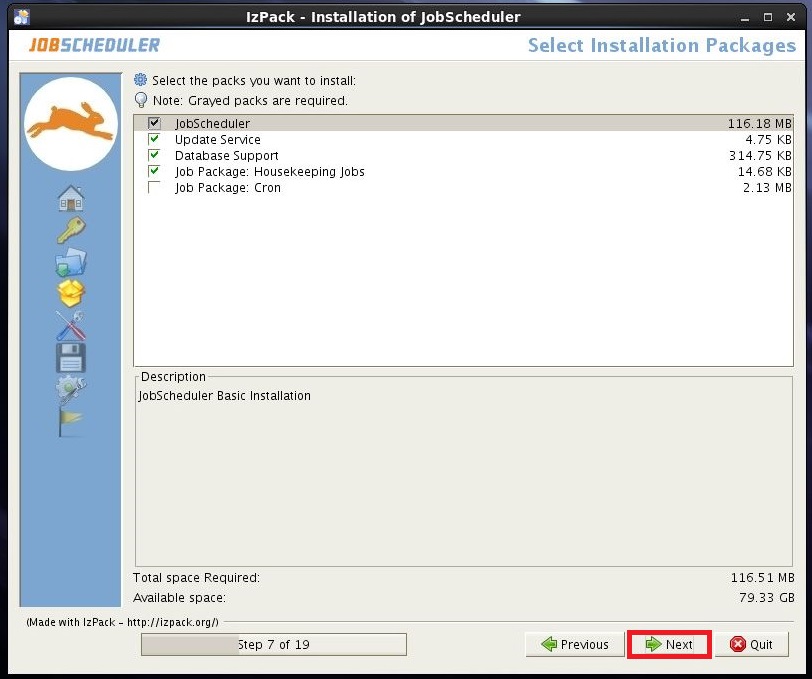 IzPack - Installation of JobScheduler
JOBSCHEDULER
Select Installation Packages
Select the packs you want to install:
Note: Grayed packs are required.
JobScheduler 116.18 MB
Update Service 4.75 KB
Database Support 314.75 KB
Job Package: Housekeeping Jobs 14.68 KB
Job Package: Cron 2.13 MB
Description
JobScheduler Basic Installation
Total space Required: 116.51 MB
Available space: 79.33 GB
(Made with IzPack - http://izpack.org/)
Step 7 of 19
Previous
Next
Quit